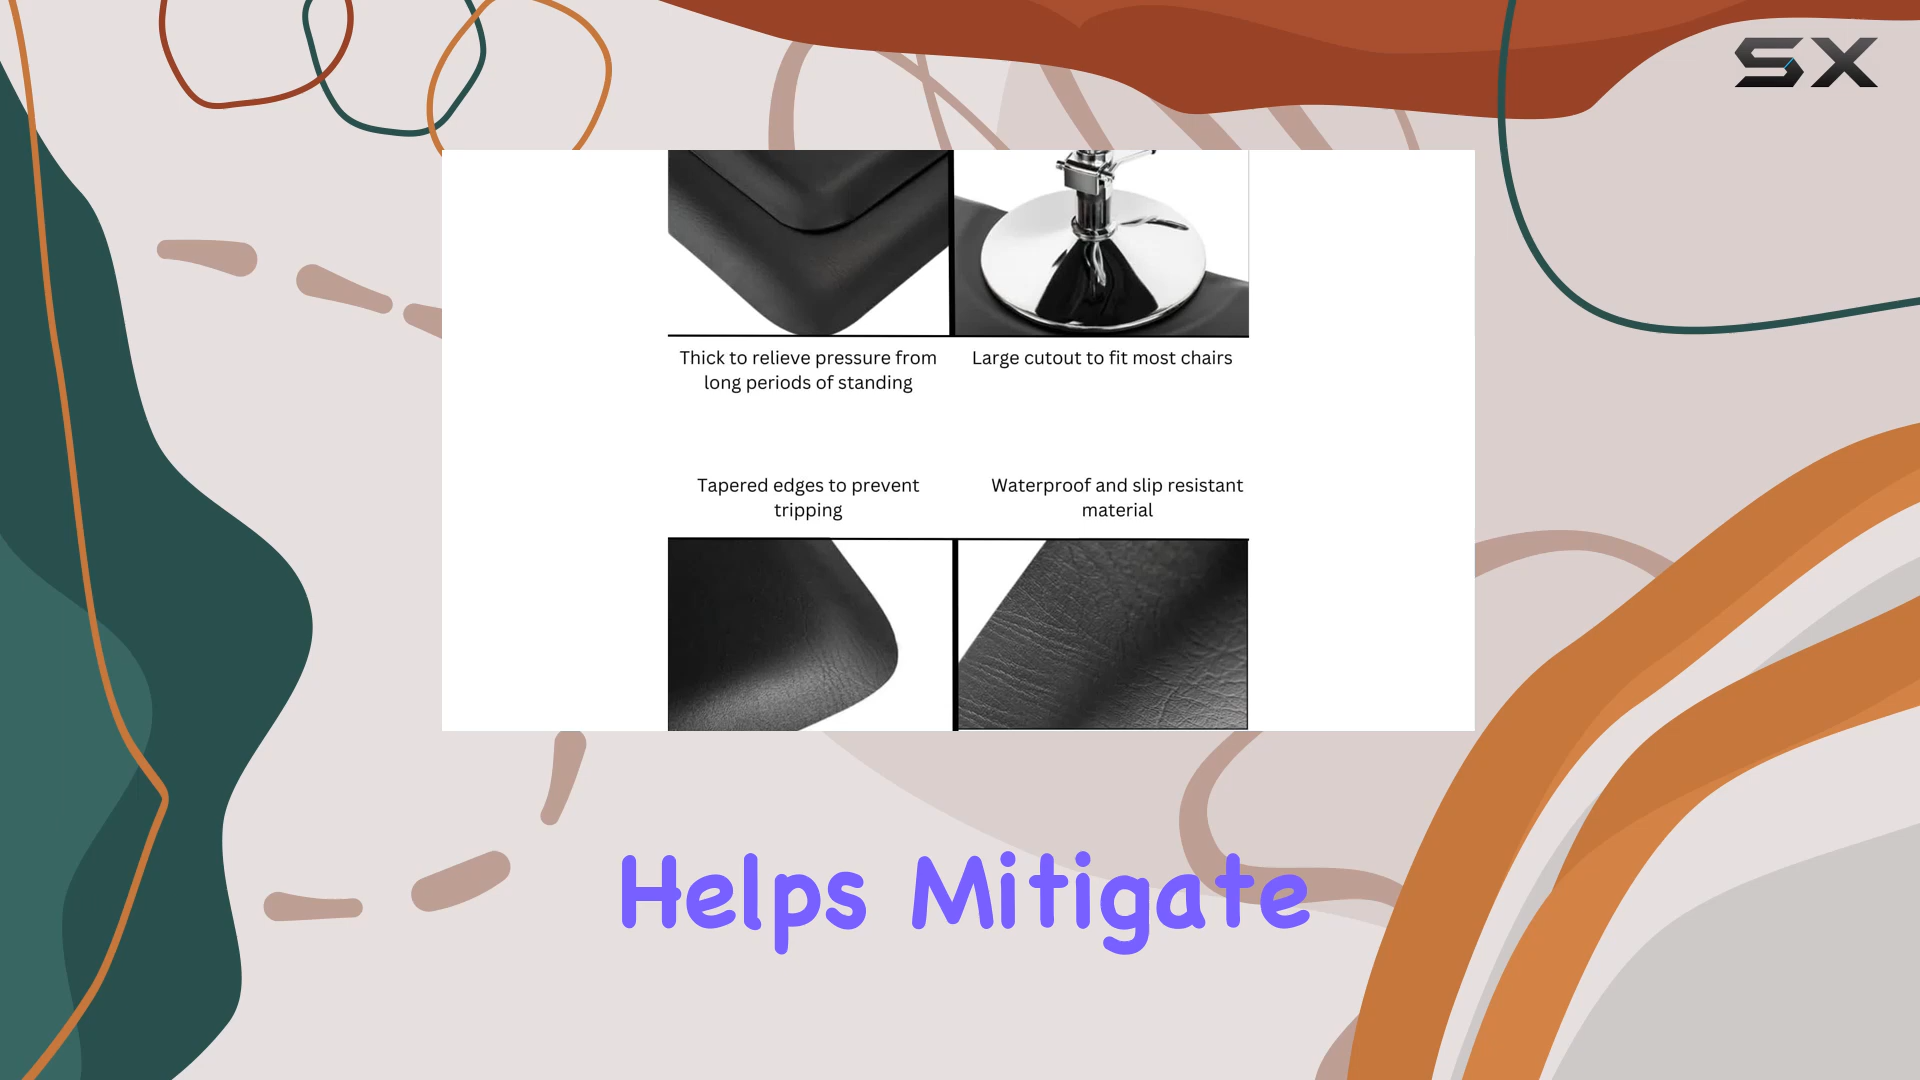 SX
Thick to relieve pressure from
long periods of standing
Large cutout to fit most chairs
Tapered edges to prevent
tripping
Waterproof and slip resistant
material
Helps Mitigate